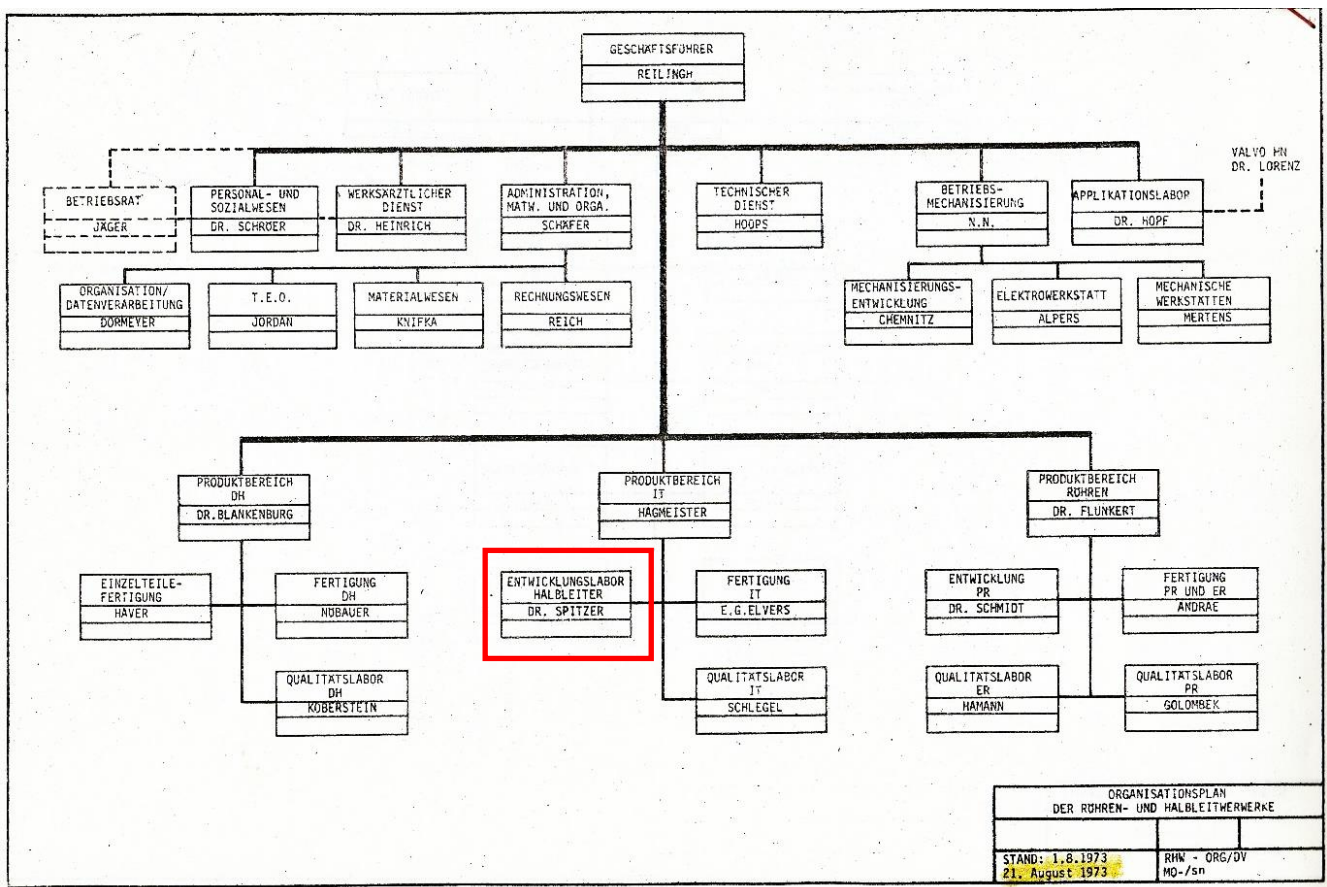 GESCHÄFTSFÜHRER
REILINGH
VALVO HN
DR. LORENZ
BETRIEBSRAT
JÄGER
PERSONAL- UND
SOZIALWESEN
DR. SCHRÖER
WERKSÄRZTLICHER
DIENST
DR. HEINRICH
ADMINISTRATION,
MATW. UND ORGA.
SCHÄFER
TECHNISCHER
DIENST
HOOPS
BETRIEBS-
MECHANISIERUNG
N.N.
APPLIKATIONSLABOR
DR. HOPF
ORGANISATION/
DATENVERARBEITUNG
DORMEYER
T.E.O.
JORDAN
MATERIALWESEN
KNIFKA
RECHNUNGSWESEN
REICH
MECHANISIERUNGS-
ENTWICKLUNG
CHEMNITZ
ELEKTROWERKSTATT
ALPERS
MECHANISCHE
WERKSTÄTTEN
MERTENS
PRODUKTBEREICH
DH
DR.BLANKENBURG
PRODUKTBEREICH
IT
HAGMEISTER
PRODUKTBEREICH
RÖHREN
DR. FLUNKERT
EINZELTEILE-
FERTIGUNG
HAVER
FERTIGUNG
DH
NÖBAUER
ENTWICKLUNGSLABOR
HALBLEITER
DR. SPITZER
FERTIGUNG
IT
E.G.ELVERS
ENTWICKLUNG
PR
DR. SCHMIDT
FERTIGUNG
PR UND ER
ANDRAE
QUALITÄTSLABOR
DH
KOBERSTEIN
QUALITÄTSLABOR
IT
SCHLEGEL
QUALITÄTSLABOR
ER
HAMANN
QUALITÄTSLABOR
PR
GOLOMBEK
ORGANISATIONSPLAN
DER RÖHREN- UND HALBLEITWERWERKE
STAND: 1.8.1973
21. August 1973
RHW - ORG/DV
MO-/sn